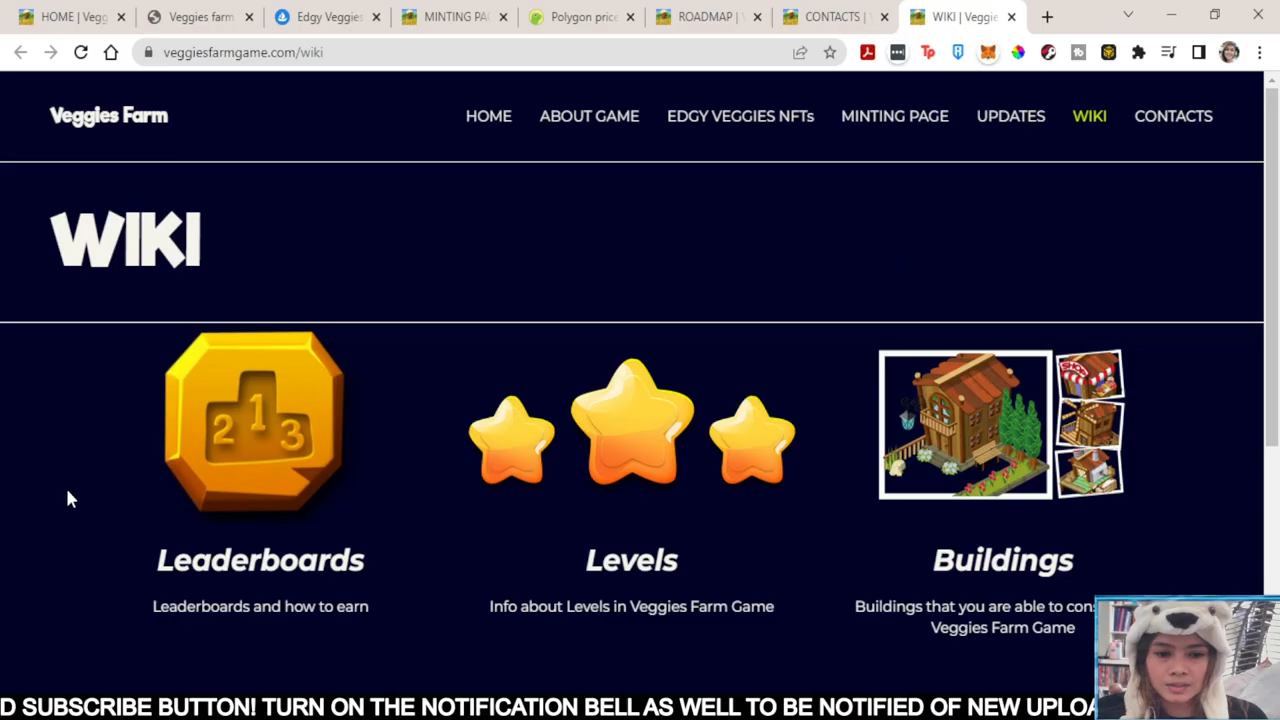 HOME | Vegg
Veggies farm
Edgy Veggies
MINTING PA
Polygon price
ROADMAP | V
CONTACTS | V
WIKI | Veggie
veggiesfarmgame.com/wiki
Veggies Farm
HOME
ABOUT GAME
EDGY VEGGIES NFTs
MINTING PAGE
UPDATES
WIKI
CONTACTS
WIKI
2 1 3
SHOP
Leaderboards
Levels
Buildings
Leaderboards and how to earn
Info about Levels in Veggies Farm Game
Buildings that you are able to con
Veggies Farm Game
D SUBSCRIBE BUTTON! TURN ON THE NOTIFICATION BELL AS WELL TO BE NOTIFIED OF NEW UPLOA